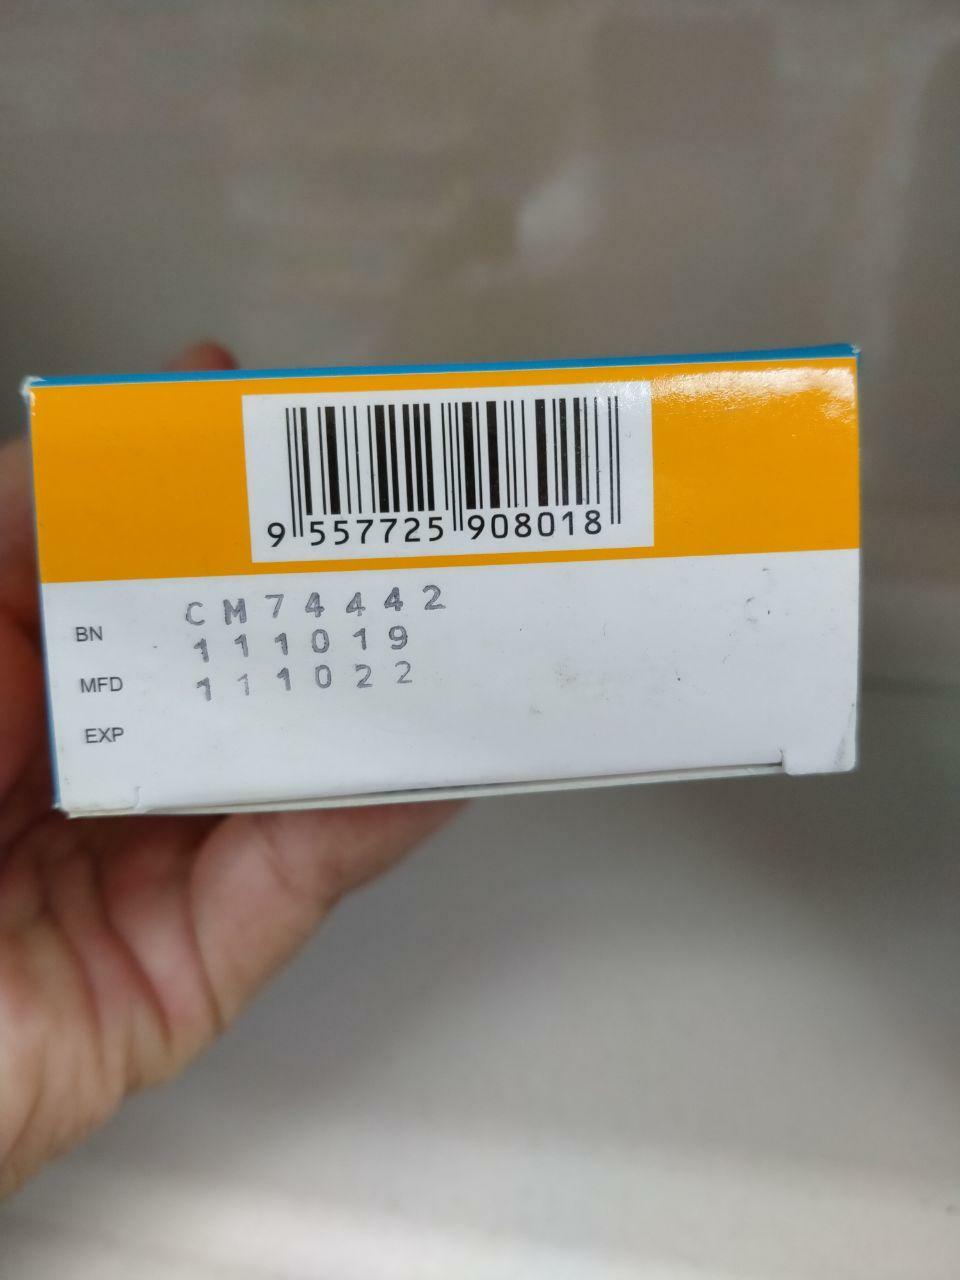 9 557725 908018
BN CM74442
MFD 111019
EXP 111022